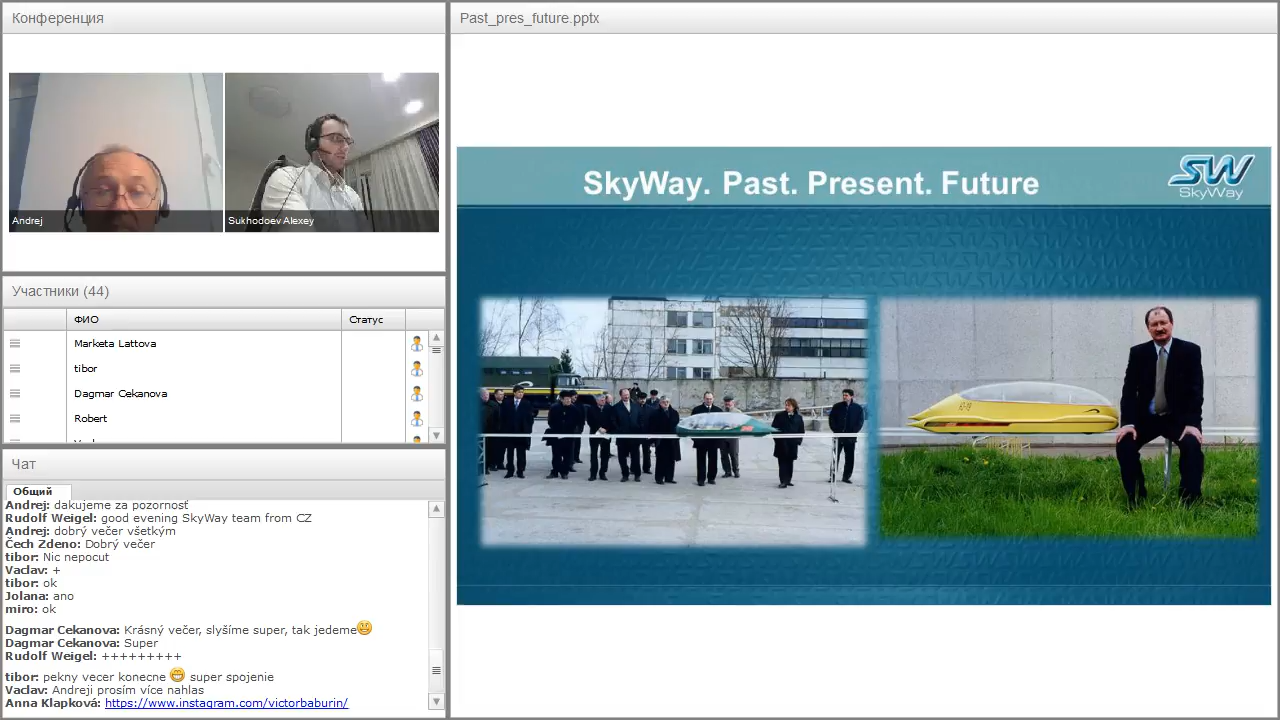 Конференция
Andrej
Sukhodoev Alexey
Участники (44)
ФИО
Статус
Marketa Lattova
tibor
Dagmar Cekanova
Robert
Чат
Общий
Andrej: dakujeme za pozornosť
Rudolf Weigel: good evening SkyWay team from CZ
Andrej: dobrý večer všetkým
Čech Zdeno: Dobrý večer
tibor: Nic nepocut
Vaclav: +
tibor: ok
Jolana: ano
miro: ok
Dagmar Cekanova: Krásný večer, slyšíme super, tak jedeme
Dagmar Cekanova: Super
Rudolf Weigel: +++++++++
tibor: pekny vecer konecne super spojenie
Vaclav: Andreji prosím více nahlas
Anna Klapková: https://www.instagram.com/victorbaburin/
Past_pres_future.pptx
SkyWay. Past. Present. Future
SW
SkyWay